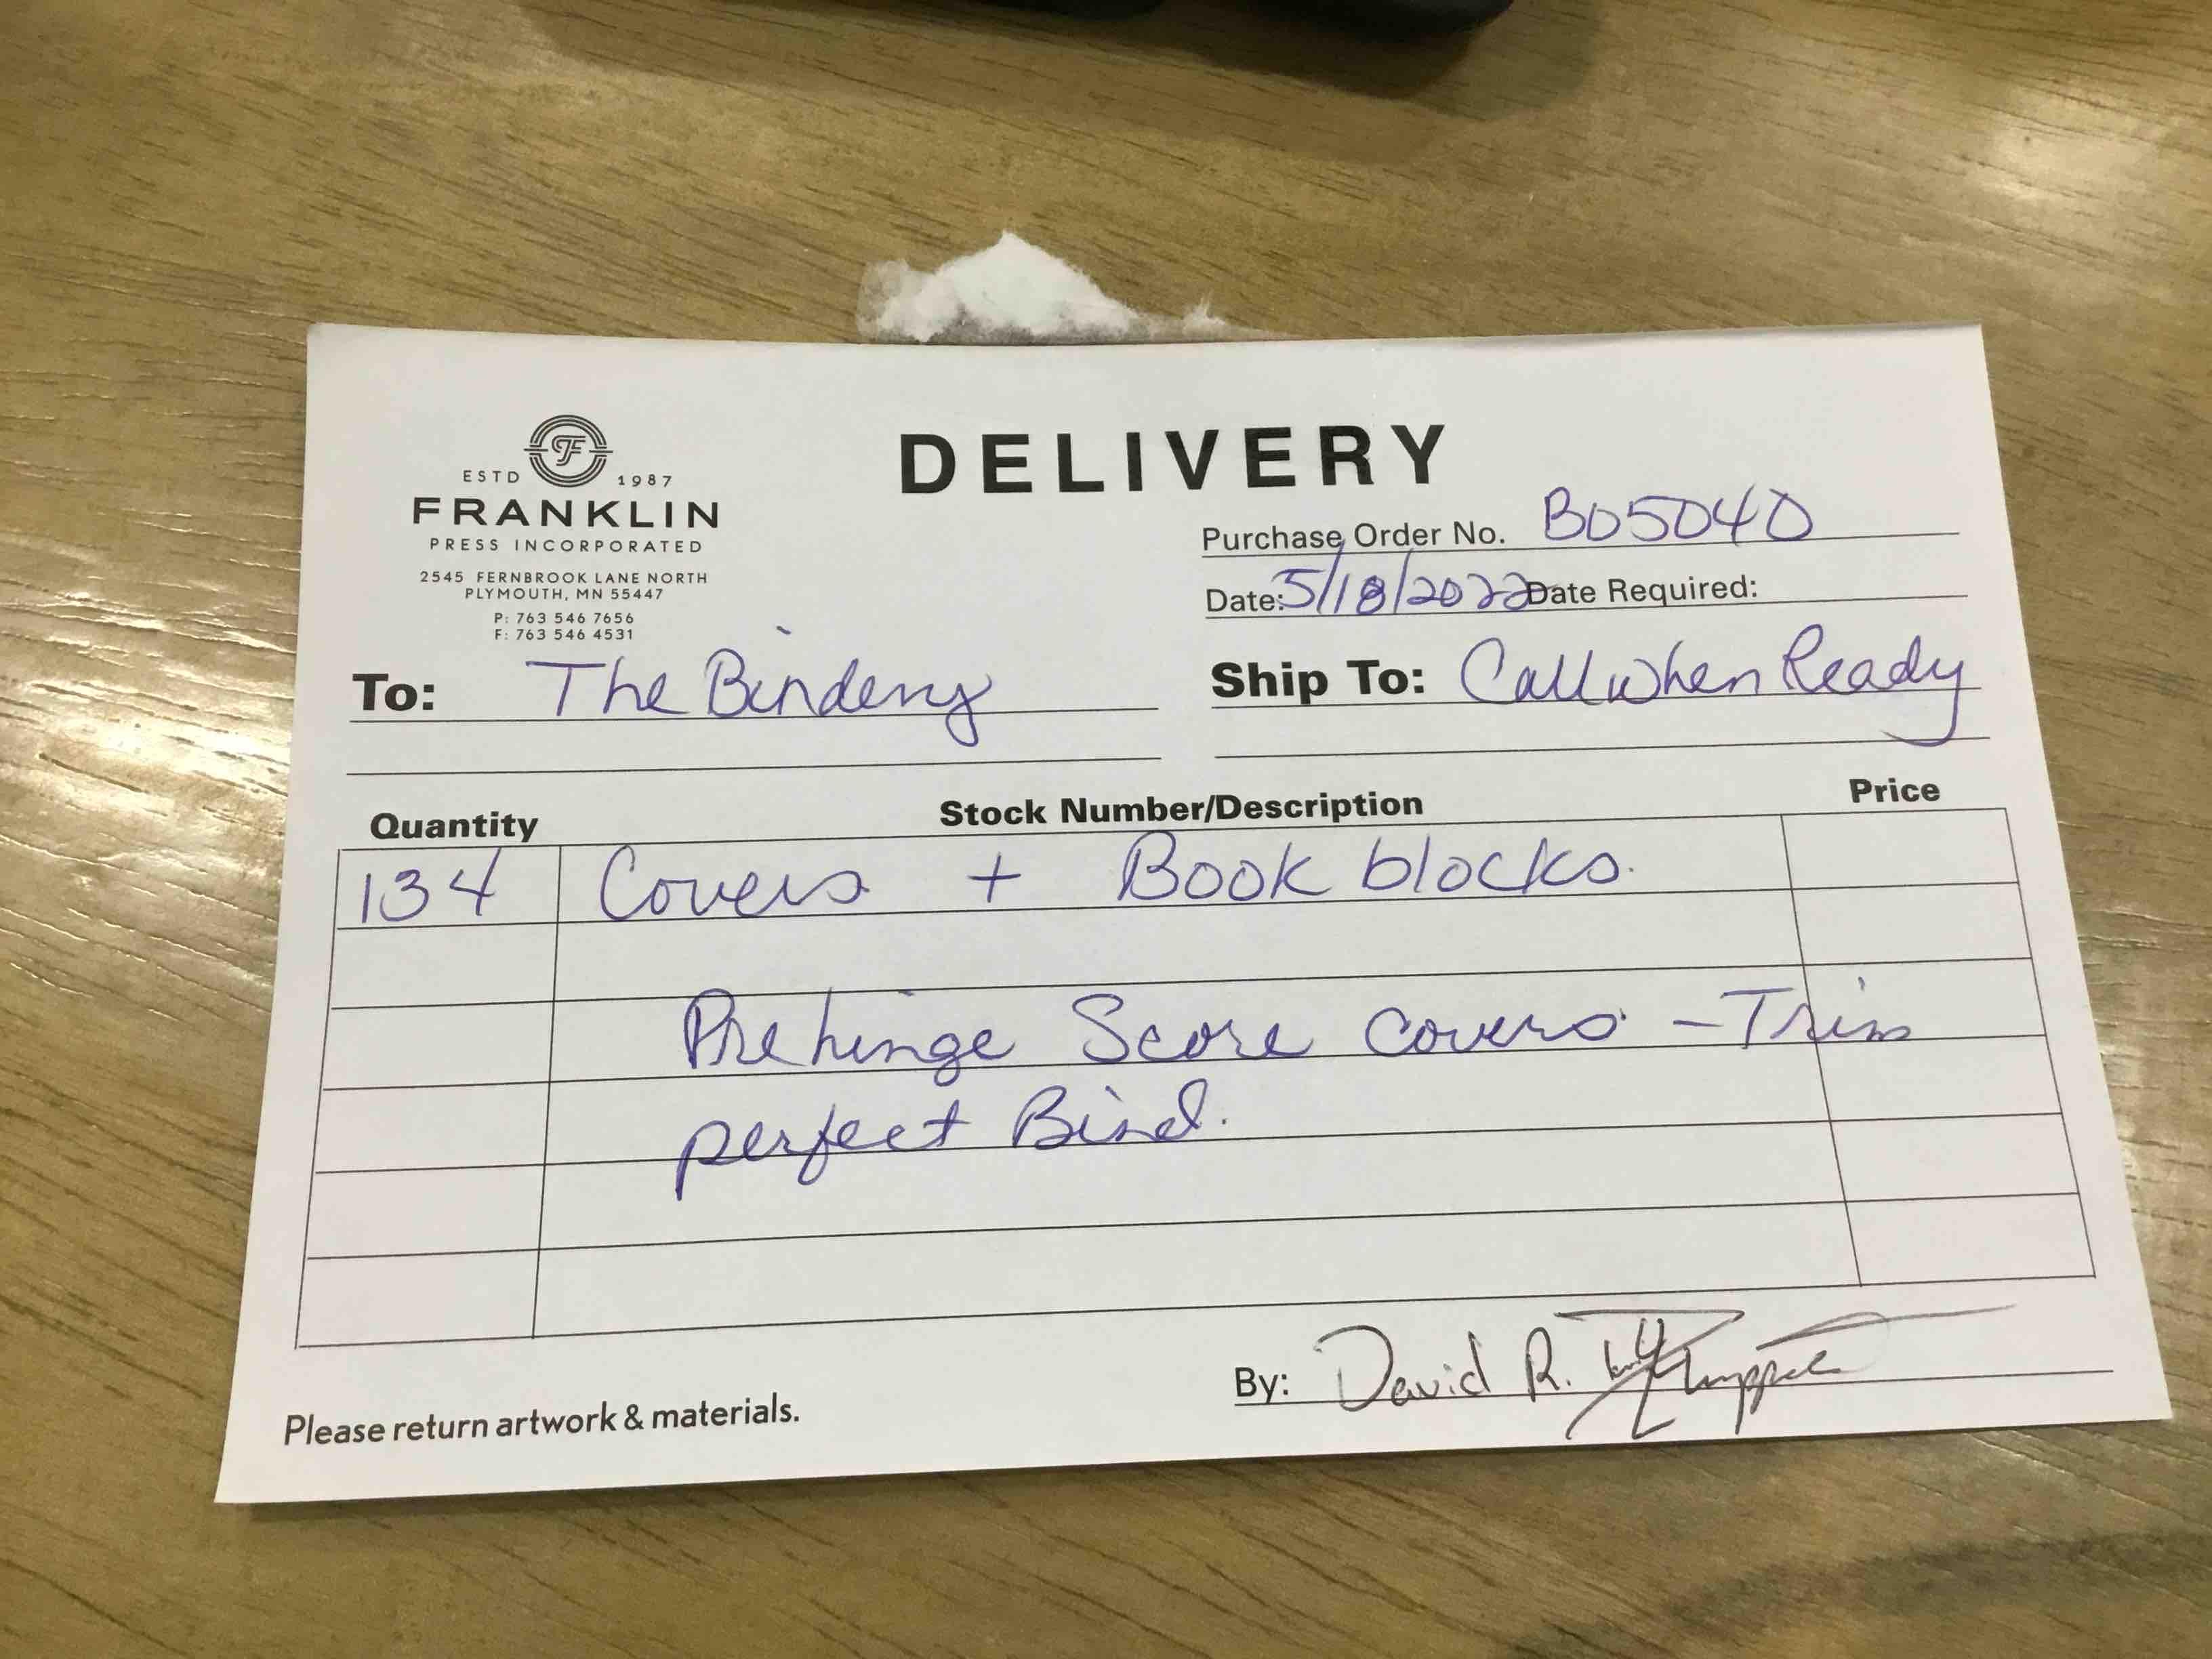 ESTD 1987
FRANKLIN
PRESS INCORPORATED
2545 FERNBROOK LANE NORTH
PLYMOUTH, MN 55447
P: 763 546 7656
F: 763 546 4531
DELIVERY
Purchase Order No. B05040
Date: 5/18/2022 Date Required:
To: The Bindery
Ship To: Call when Ready
Quantity Stock Number/Description Price
134 Covers + Book blocks.
Prehinge Score covers - Trim
perfect Bind.
Please return artwork & materials.
By: David R.